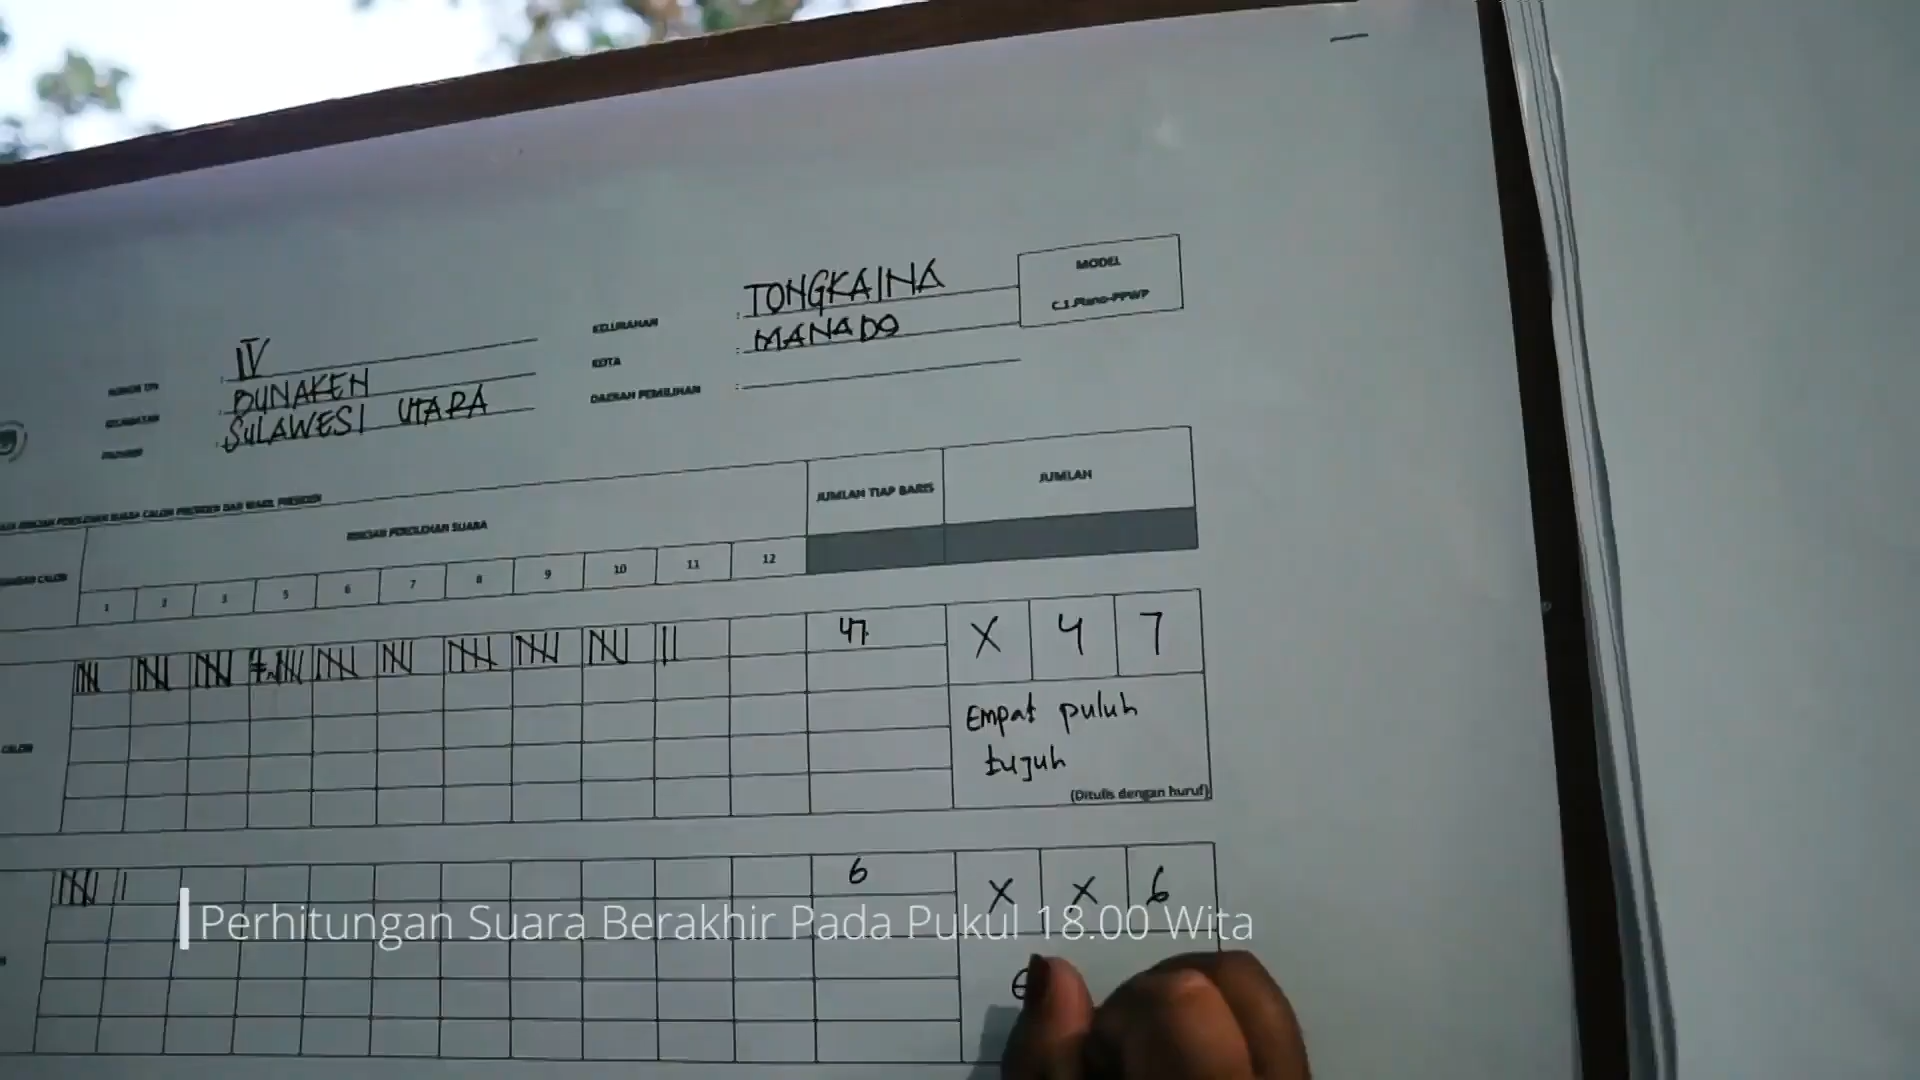 MODEL
C.1.Plano-PPWP
KELURAHAN : TONGKAINA
IV
KOTA : MANADO
BUNAKEN
DAERAH PEMILIHAN :
SULAWESI UTARA
RINCIAN PEROLEHAN SUARA
JUMLAH TIAP BARIS
JUMLAH
1 2 3 5 6 7 8 9 10 11 12
47
X 4 7
Empat puluh
tujuh
CALON
(Ditulis dengan huruf)
6
X X 6
Perhitungan Suara Berakhir Pada Pukul 18.00 Wita